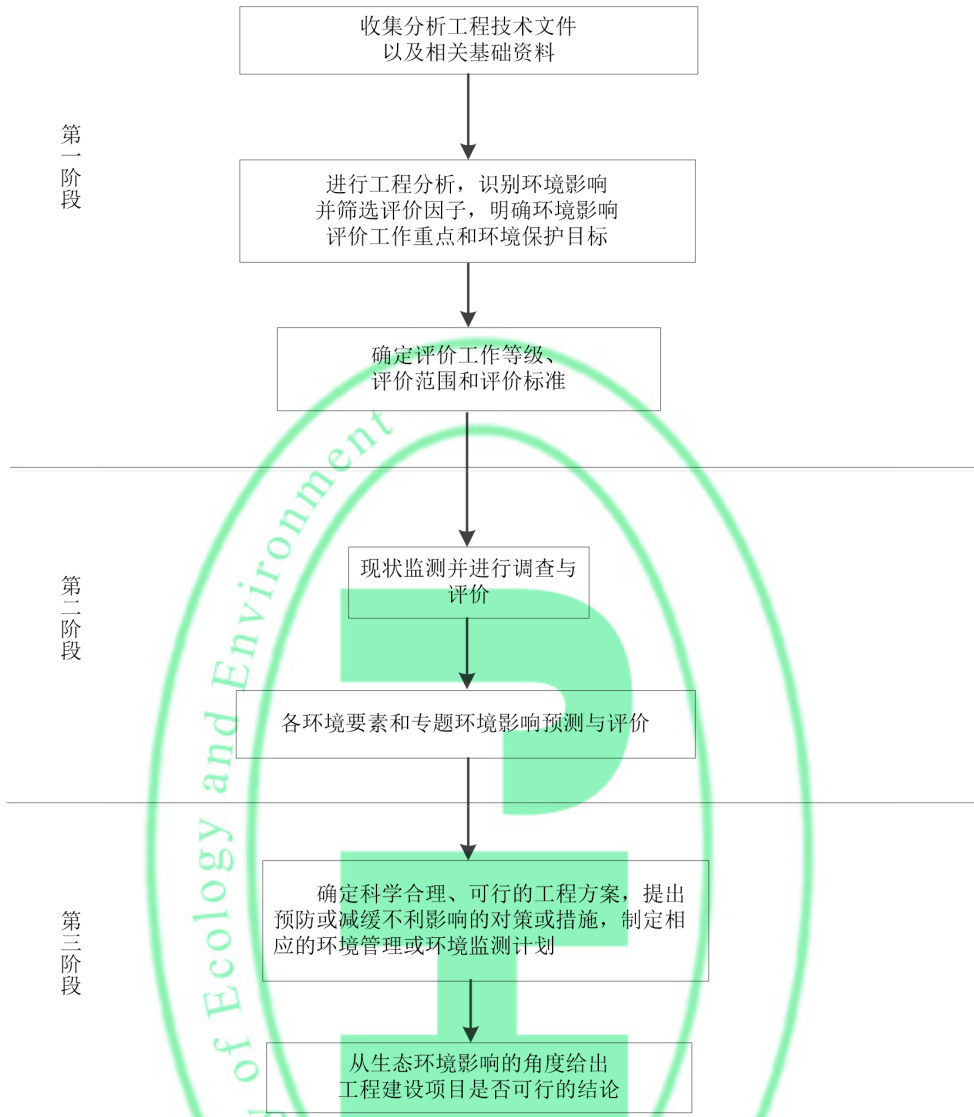 收集分析工程技术文件
以及相关基础资料
第一阶段
进行工程分析，识别环境影响
并筛选评价因子，明确环境影响
评价工作重点和环境保护目标
确定评价工作等级、
评价范围和评价标准
现状监测并进行调查与
评价
第二阶段
各环境要素和专题环境影响预测与评价
确定科学合理、可行的工程方案，提出
预防或减缓不利影响的对策或措施，制定相
应的环境管理或环境监测计划
第三阶段
从生态环境影响的角度给出
工程建设项目是否可行的结论
of Ecology and Environment